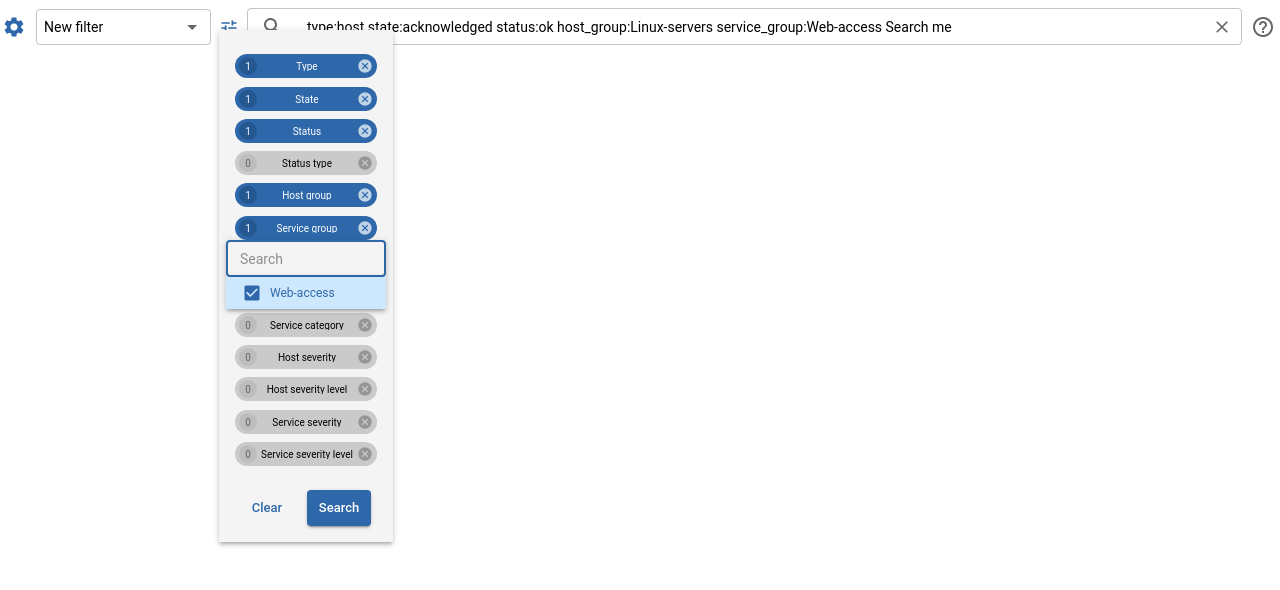 New filter
type:host state:acknowledged status:ok host_group:Linux-servers service_group:Web-access Search me
1 Type
1 State
1 Status
0 Status type
1 Host group
1 Service group
Search
Web-access
0 Service category
0 Host severity
0 Host severity level
0 Service severity
0 Service severity level
Clear Search